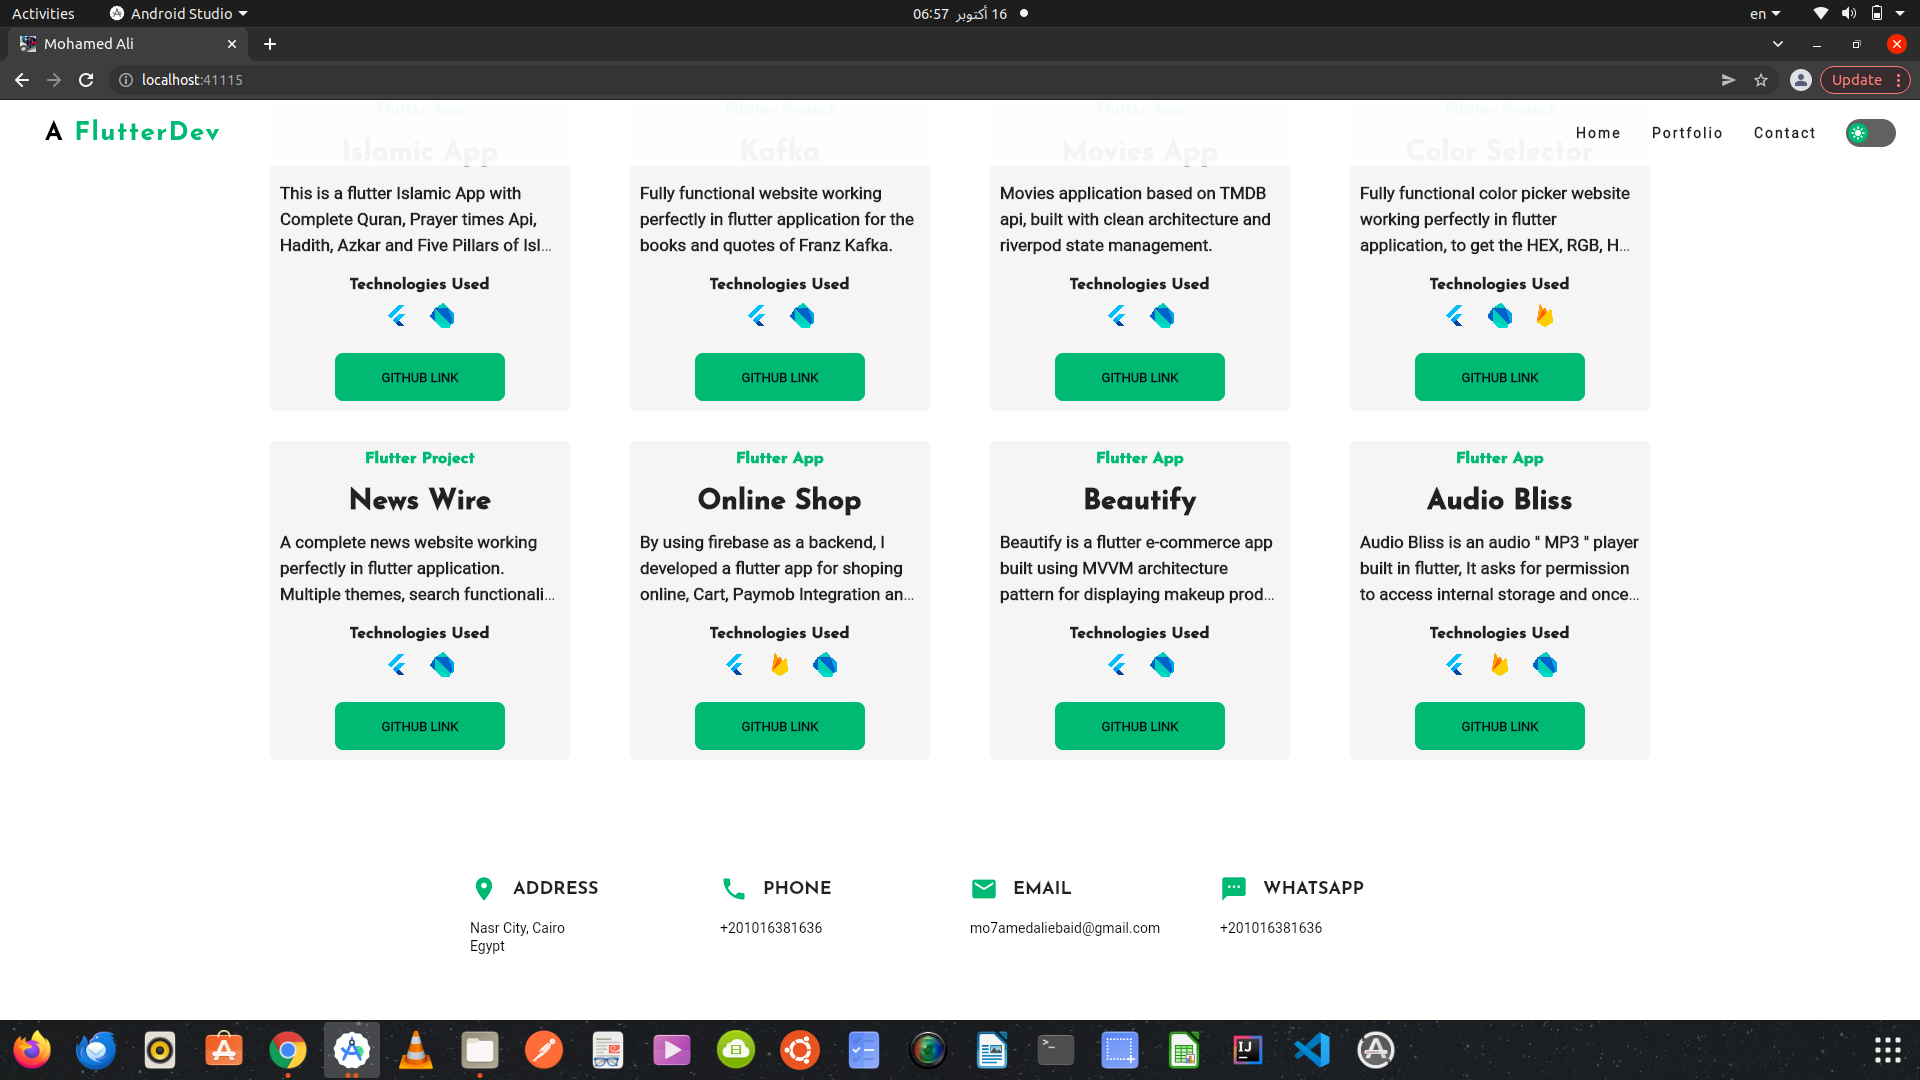 Activities
Android Studio
16 أكتوبر 06:57
en
Mohamed Ali
localhost:41115
Update
A FlutterDev
Home
Portfolio
Contact
Flutter App
Flutter Project
Flutter App
Flutter Project
Islamic App
Kafka
Movies App
Color Selector
This is a flutter Islamic App with
Complete Quran, Prayer times Api,
Hadith, Azkar and Five Pillars of Isl...
Technologies Used
GITHUB LINK
Fully functional website working
perfectly in flutter application for the
books and quotes of Franz Kafka.
Technologies Used
GITHUB LINK
Movies application based on TMDB
api, built with clean architecture and
riverpod state management.
Technologies Used
GITHUB LINK
Fully functional color picker website
working perfectly in flutter
application, to get the HEX, RGB, H...
Technologies Used
GITHUB LINK
Flutter Project
News Wire
A complete news website working
perfectly in flutter application.
Multiple themes, search functionali...
Technologies Used
GITHUB LINK
Flutter App
Online Shop
By using firebase as a backend, I
developed a flutter app for shoping
online, Cart, Paymob Integration an...
Technologies Used
GITHUB LINK
Flutter App
Beautify
Beautify is a flutter e-commerce app
built using MVVM architecture
pattern for displaying makeup prod...
Technologies Used
GITHUB LINK
Flutter App
Audio Bliss
Audio Bliss is an audio " MP3 " player
built in flutter, It asks for permission
to access internal storage and once...
Technologies Used
GITHUB LINK
ADDRESS
Nasr City, Cairo
Egypt
PHONE
+201016381636
EMAIL
mo7amedaliebaid@gmail.com
WHATSAPP
+201016381636